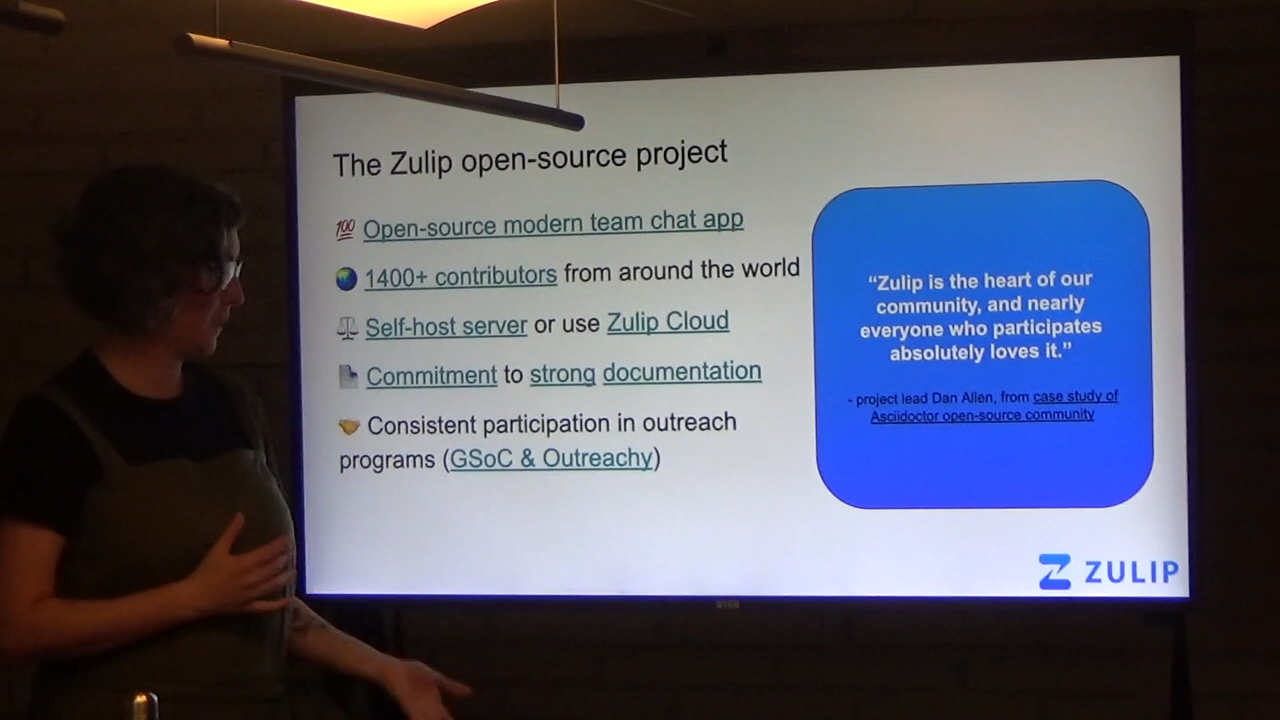 The Zulip open-source project
💯 Open-source modern team chat app
🌏 1400+ contributors from around the world
⚖️ Self-host server or use Zulip Cloud
📄 Commitment to strong documentation
🤝 Consistent participation in outreach
programs (GSoC & Outreachy)
“Zulip is the heart of our
community, and nearly
everyone who participates
absolutely loves it.”
- project lead Dan Allen, from case study of
Asciidoctor open-source community
ZULIP